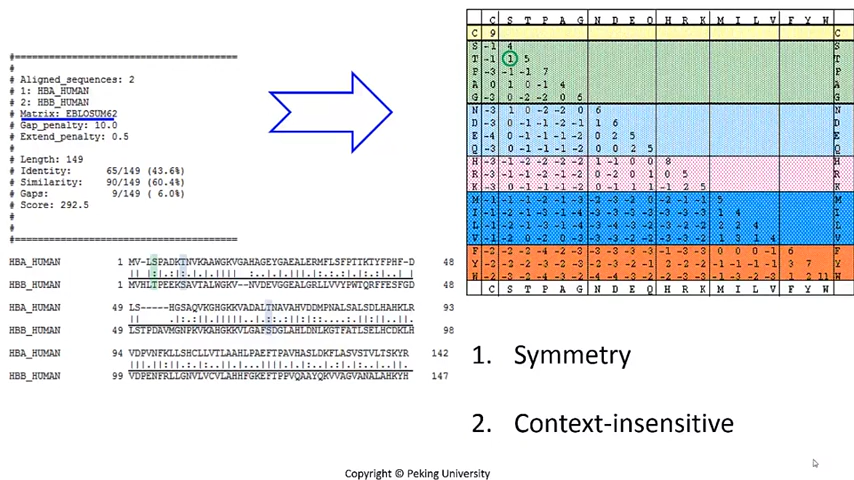 #========================================
#
# Aligned_sequences: 2
# 1: HBA_HUMAN
# 2: HBB_HUMAN
# Matrix: EBLOSUM62
# Gap_penalty: 10.0
# Extend_penalty: 0.5
#
# Length: 149
# Identity: 65/149 (43.6%)
# Similarity: 90/149 (60.4%)
# Gaps: 9/149 ( 6.0%)
# Score: 292.5
#
#
#========================================
HBA_HUMAN 1 MV-LSPADKTNVKAAWGKVGAHAGEYGAEALERMFLSFPTTKTYFPHF-D 48
HBB_HUMAN 1 MVHLTPEEKSAVTALWGKV--NVDEVGGEALGRLLVVYPWTQRFFESFGD 48
HBA_HUMAN 49 LS-----HGSAQVKGHGKKVADALTNAVAHVDDMPNALSALSDLHAHKLR 93
HBB_HUMAN 49 LSTPDAVMGNPKVKAHGKKVLGAFSDGLAHLDNLKGTFATLSELHCDKLH 98
HBA_HUMAN 94 VDPVNFKLLSHCLLVTLAAHLPAEFTPAVHASLDKFLASVSTVLTSKYR 142
HBB_HUMAN 99 VDPENFRLLGNVLVCVLAHHFGKEFTPPVQAAYQKVVAGVANALAHKYH 147
C S T P A G N D E Q H R K M I L V F Y W
C 9 C
S -1 4 S
T -1 1 5 T
P -3 -1 -1 7 P
A 0 1 0 -1 4 A
G -3 0 -2 -2 0 6 G
N -3 1 0 -2 -2 0 6 N
D -3 0 -1 -1 -2 -1 1 6 D
E -4 0 -1 -1 -1 -2 0 2 5 E
Q -3 0 -1 -1 -1 -2 0 0 2 5 Q
H -3 -1 -2 -2 -2 -2 1 -1 0 0 8 H
R -3 -1 -1 -2 -1 -2 0 -2 0 1 0 5 R
K -3 0 -1 -1 -1 -2 0 -1 1 1 -1 2 5 K
M -1 -1 -1 -2 -1 -3 -2 -3 -2 0 -2 -1 -1 5 M
I -1 -2 -1 -3 -1 -4 -3 -3 -3 -3 -3 -3 -3 1 4 I
L -1 -2 -1 -3 -1 -4 -3 -4 -3 -2 -3 -2 -2 2 2 4 L
V -1 -2 0 -2 0 -3 -3 -3 -2 -2 -3 -3 -2 1 3 1 4 V
F -2 -2 -2 -4 -2 -3 -3 -3 -3 -3 -1 -3 -3 0 0 0 -1 6 F
Y -2 -2 -2 -3 -2 -3 -2 -3 -2 -1 2 -2 -2 -1 -1 -1 -1 3 7 Y
W -2 -3 -2 -4 -3 -2 -4 -4 -3 -2 -2 -3 -3 -1 -3 -2 -3 1 2 11 W
C S T P A G N D E Q H R K M I L V F Y W
1. Symmetry
2. Context-insensitive
Copyright © Peking University